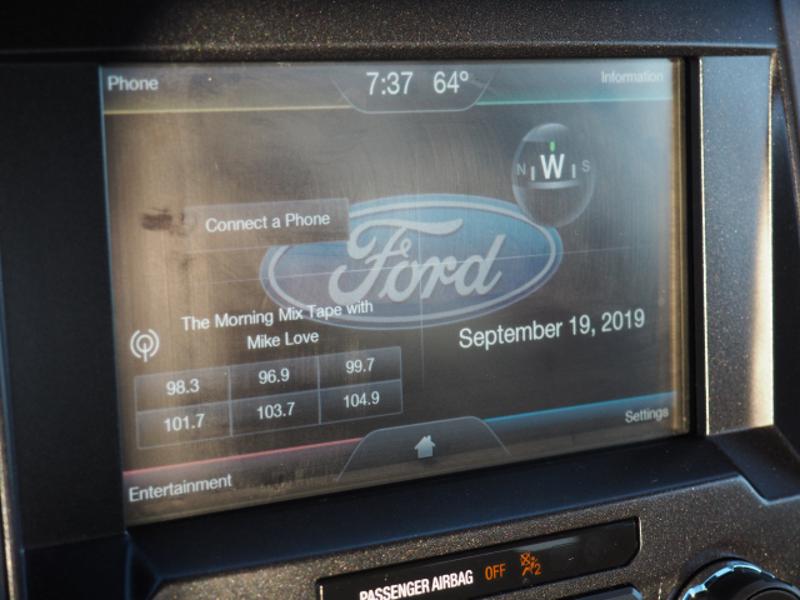 Phone
7:37 64°
Information
N W S
Connect a Phone
Ford
The Morning Mix Tape with
Mike Love
September 19, 2019
98.3 96.9 99.7
101.7 103.7 104.9
Settings
Entertainment
PASSENGER AIRBAG OFF 2